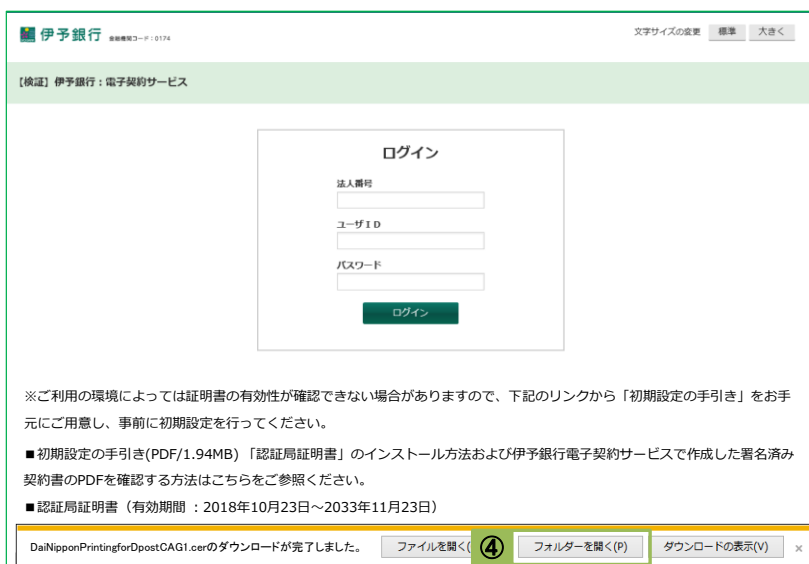 伊予銀行 金融機関コード:0174
文字サイズの変更 標準 大きく
【検証】伊予銀行:電子契約サービス
ログイン
法人番号
ユーザID
パスワード
ログイン
※ご利用の環境によっては証明書の有効性が確認できない場合がありますので、下記のリンクから「初期設定の手引き」をお手
元にご用意し、事前に初期設定を行ってください。
■初期設定の手引き(PDF/1.94MB) 「認証局証明書」のインストール方法および伊予銀行電子契約サービスで作成した署名済み
契約書のPDFを確認する方法はこちらをご参照ください。
■認証局証明書(有効期間 :2018年10月23日~2033年11月23日)
DaiNipponPrintingforDpostCAG1.cerのダウンロードが完了しました。 ファイルを開く( ④ フォルダーを開く(P) ダウンロードの表示(V) ×